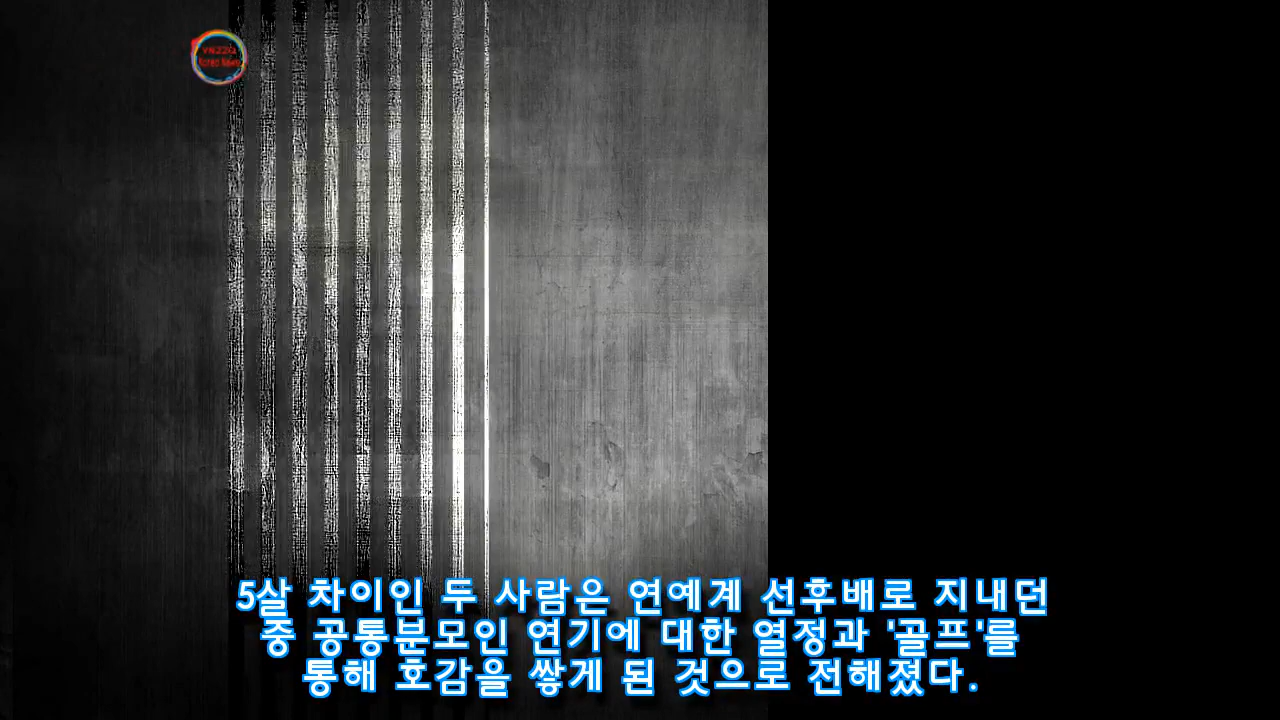 5살 차이인 두 사람은 연예계 선후배로 지내던
중 공통분모인 연기에 대한 열정과 '골프'를
통해 호감을 쌓게 된 것으로 전해졌다.